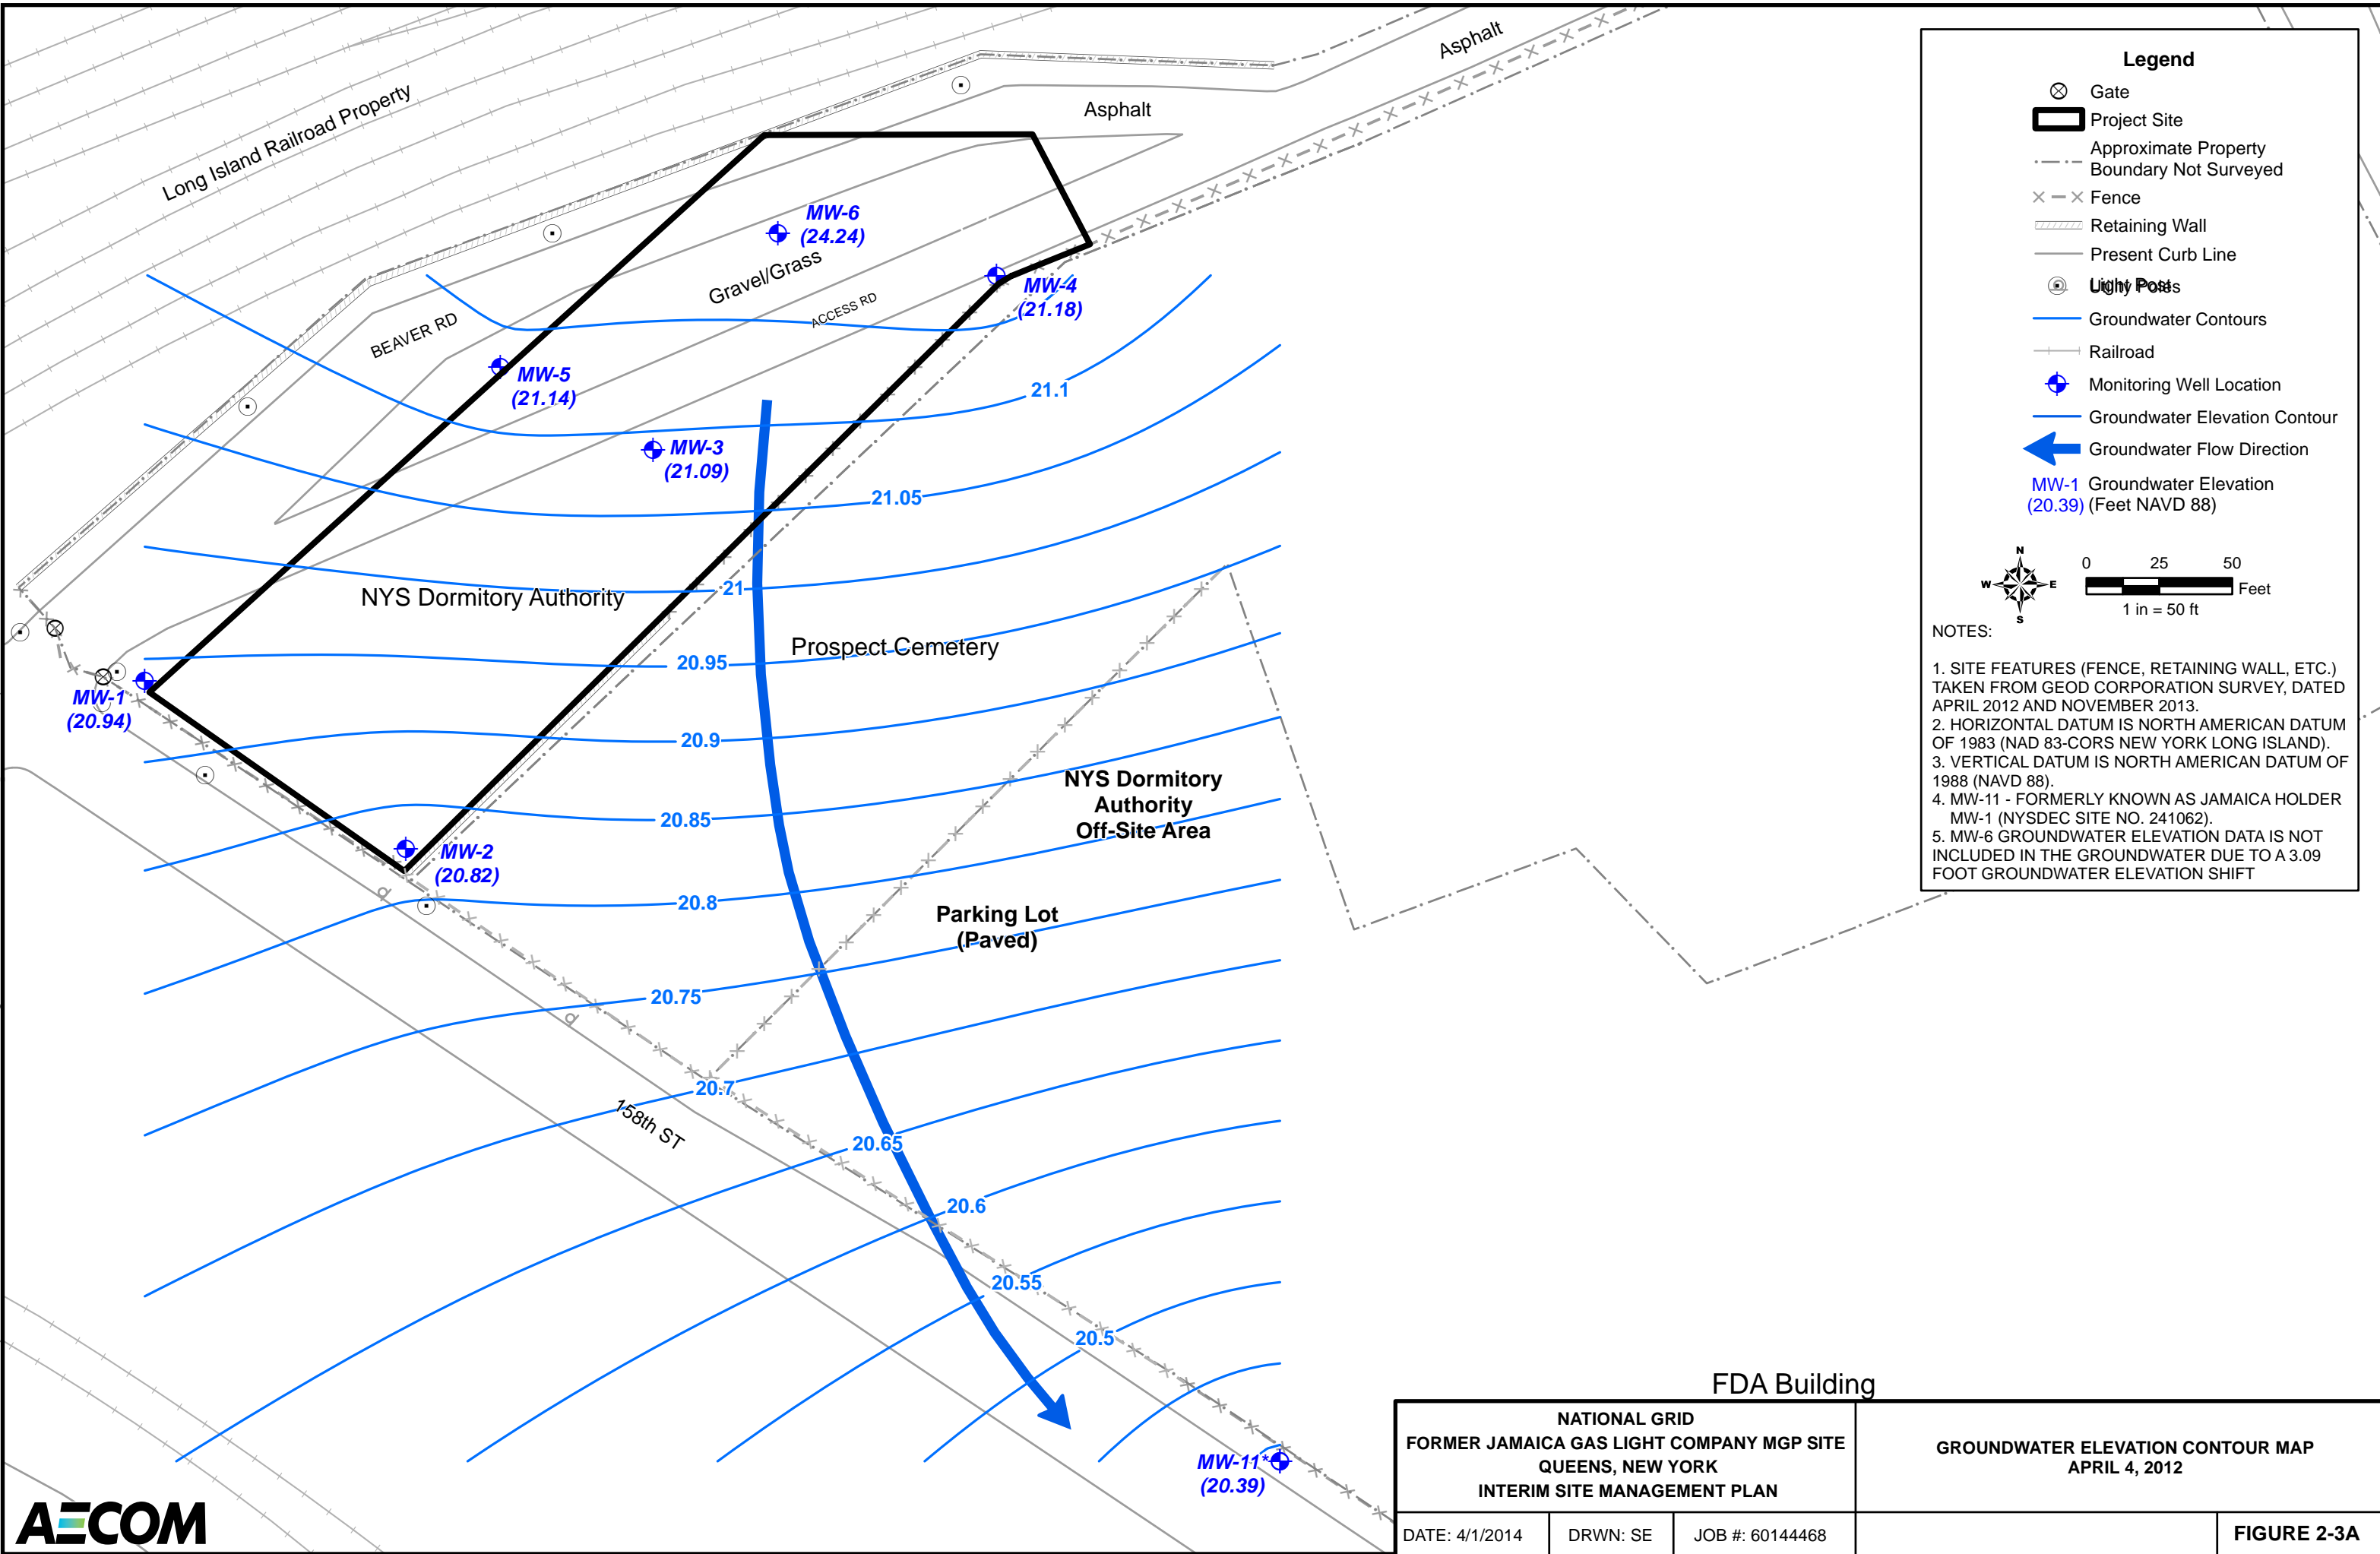 Long Island Railroad Property
Asphalt
Asphalt
MW-6
(24.24)
Gravel/Grass
MW-4
(21.18)
ACCESS RD
BEAVER RD
MW-5
(21.14)
21.1
MW-3
(21.09)
21.05
NYS Dormitory Authority
21
Prospect Cemetery
20.95
MW-1
(20.94)
20.9
NYS Dormitory
Authority
Off-Site Area
20.85
MW-2
(20.82)
20.8
Parking Lot
(Paved)
20.75
20.7
158th ST
20.65
20.6
20.55
20.5
MW-11*
(20.39)
FDA Building
Legend
Gate
Project Site
Approximate Property
Boundary Not Surveyed
Fence
Retaining Wall
Present Curb Line
Groundwater Contours
Railroad
Monitoring Well Location
Groundwater Elevation Contour
Groundwater Flow Direction
MW-1 Groundwater Elevation
(20.39) (Feet NAVD 88)
N
W E
S
0 25 50
Feet
1 in = 50 ft
NOTES:
1. SITE FEATURES (FENCE, RETAINING WALL, ETC.)
TAKEN FROM GEOD CORPORATION SURVEY, DATED
APRIL 2012 AND NOVEMBER 2013.
2. HORIZONTAL DATUM IS NORTH AMERICAN DATUM
OF 1983 (NAD 83-CORS NEW YORK LONG ISLAND).
3. VERTICAL DATUM IS NORTH AMERICAN DATUM OF
1988 (NAVD 88).
4. MW-11 - FORMERLY KNOWN AS JAMAICA HOLDER
MW-1 (NYSDEC SITE NO. 241062).
5. MW-6 GROUNDWATER ELEVATION DATA IS NOT
INCLUDED IN THE GROUNDWATER DUE TO A 3.09
FOOT GROUNDWATER ELEVATION SHIFT
AECOM
NATIONAL GRID
FORMER JAMAICA GAS LIGHT COMPANY MGP SITE
QUEENS, NEW YORK
INTERIM SITE MANAGEMENT PLAN
GROUNDWATER ELEVATION CONTOUR MAP
APRIL 4, 2012
DATE: 4/1/2014
DRWN: SE
JOB #: 60144468
FIGURE 2-3A